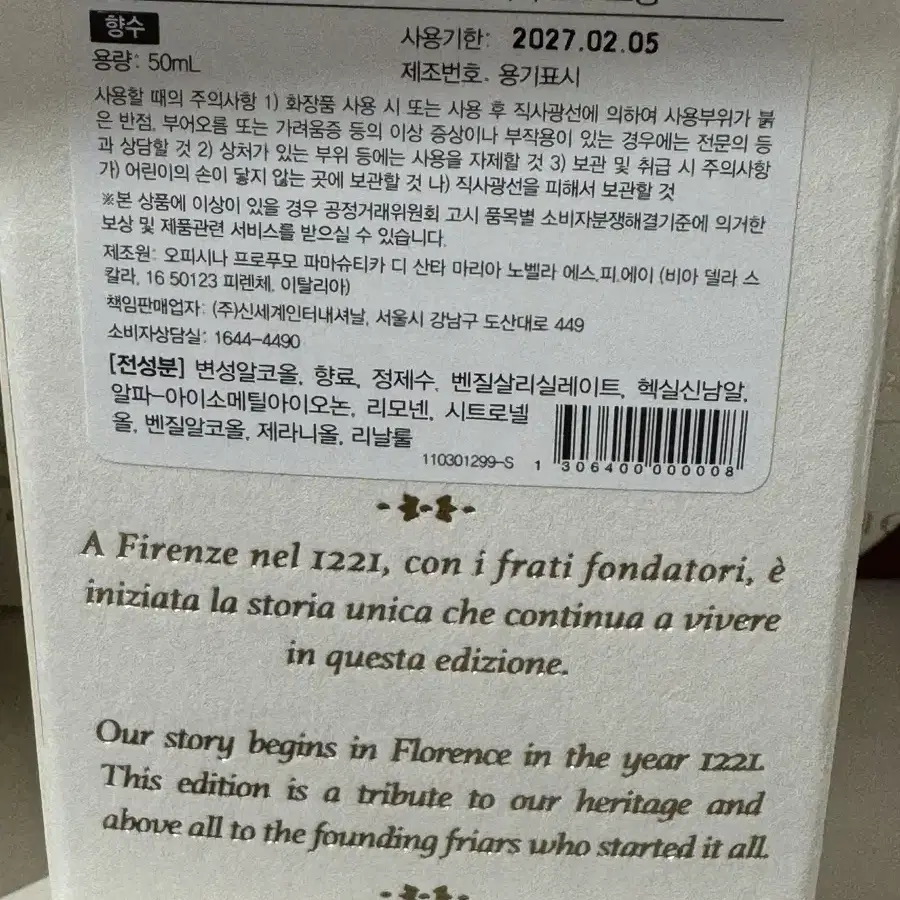 향수
사용기한: 2027.02.05
용량: 50mL
제조번호. 용기표시
사용할 때의 주의사항 1) 화장품 사용 시 또는 사용 후 직사광선에 의하여 사용부위가 붉
은 반점, 부어오름 또는 가려움증 등의 이상 증상이나 부작용이 있는 경우에는 전문의 등
과 상담할 것 2) 상처가 있는 부위 등에는 사용을 자제할 것 3) 보관 및 취급 시 주의사항
가) 어린이의 손이 닿지 않는 곳에 보관할 것 나) 직사광선을 피해서 보관할 것
※본 상품에 이상이 있을 경우 공정거래위원회 고시 품목별 소비자분쟁해결기준에 의거한
보상 및 제품관련 서비스를 받으실 수 있습니다.
제조원: 오피시나 프로푸모 파마슈티카 디 산타 마리아 노벨라 에스.피.에이 (비아 델라 스
칼라, 16 50123 피렌체, 이탈리아)
책임판매업자: (주)신세계인터내셔날, 서울시 강남구 도산대로 449
소비자상담실: 1644-4490
[전성분] 변성알코올, 향료, 정제수, 벤질살리실레이트, 헥실신남알,
알파-아이소메틸아이오논, 리모넨, 시트로넬
올, 벤질알코올, 제라니올, 리날룰
110301299-S
1 306400 000008
A Firenze nel 1221, con i frati fondatori, è
iniziata la storia unica che continua a vivere
in questa edizione.
Our story begins in Florence in the year 1221.
This edition is a tribute to our heritage and
above all to the founding friars who started it all.